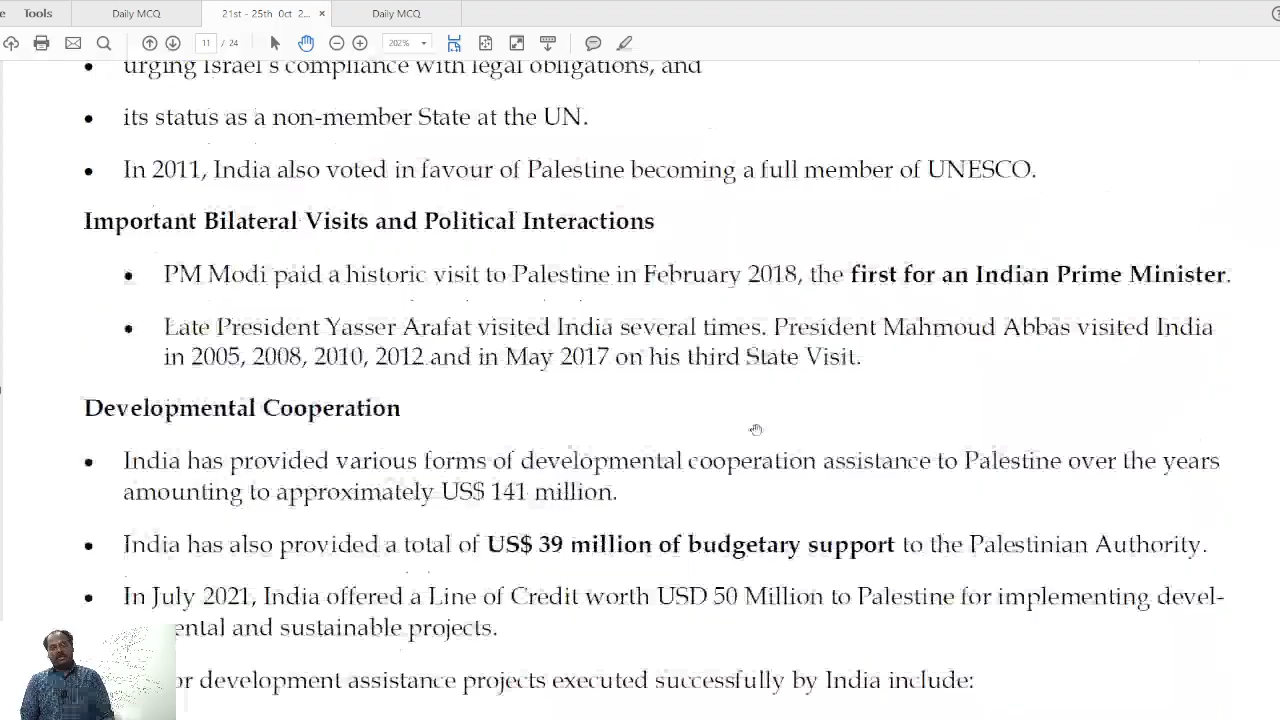 e Tools Daily MCQ 21st - 25th Oct 2... × Daily MCQ
11 / 24 202%
urging Israel's compliance with legal obligations, and
• its status as a non-member State at the UN.
• In 2011, India also voted in favour of Palestine becoming a full member of UNESCO.
Important Bilateral Visits and Political Interactions
• PM Modi paid a historic visit to Palestine in February 2018, the first for an Indian Prime Minister.
• Late President Yasser Arafat visited India several times. President Mahmoud Abbas visited India
in 2005, 2008, 2010, 2012 and in May 2017 on his third State Visit.
Developmental Cooperation
• India has provided various forms of developmental cooperation assistance to Palestine over the years
amounting to approximately US$ 141 million.
• India has also provided a total of US$ 39 million of budgetary support to the Palestinian Authority.
• In July 2021, India offered a Line of Credit worth USD 50 Million to Palestine for implementing devel-
ental and sustainable projects.
or development assistance projects executed successfully by India include: